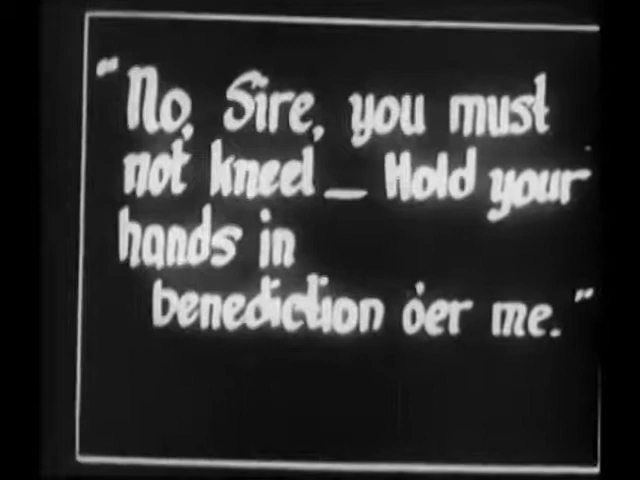 "No, Sire, you must
not kneel — Hold your
hands in
benediction o'er me."